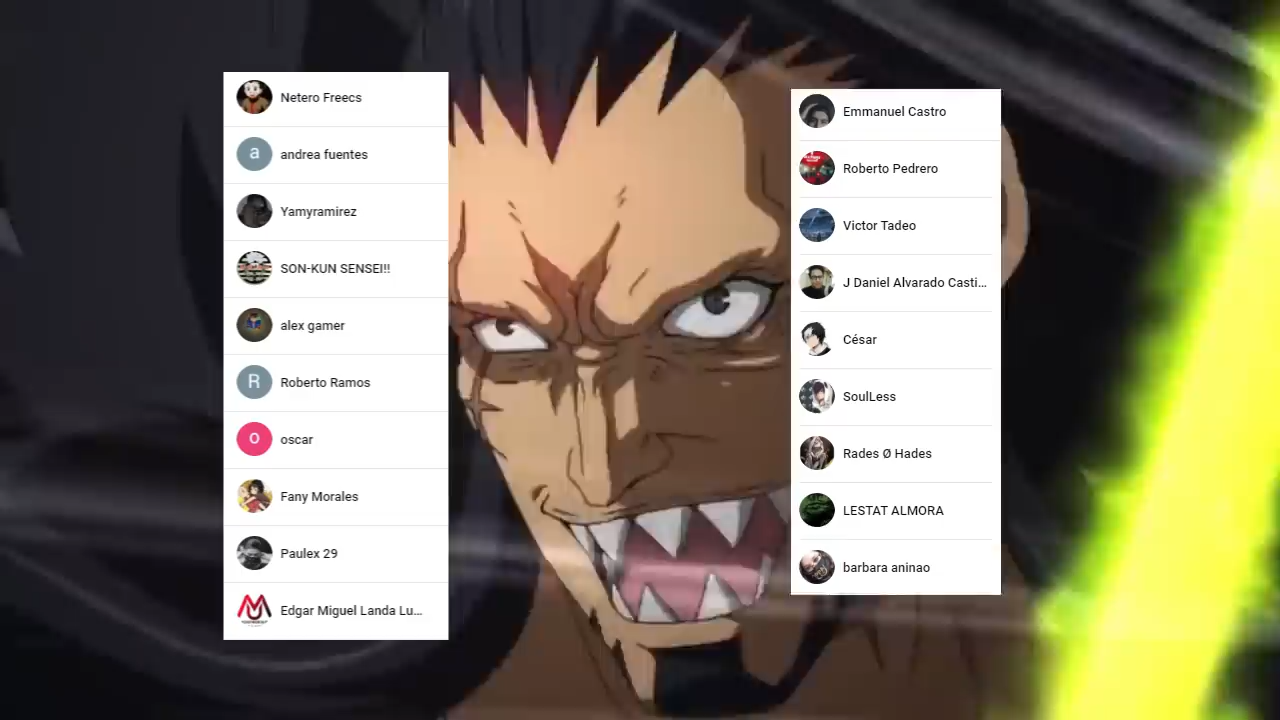 Netero Freecs
a
andrea fuentes
Yamyramirez
SON-KUN SENSEI!!
alex gamer
R
Roberto Ramos
o
oscar
Fany Morales
Paulex 29
Edgar Miguel Landa Lu...
Emmanuel Castro
Roberto Pedrero
Victor Tadeo
J Daniel Alvarado Casti...
César
SoulLess
Rades Ø Hades
LESTAT ALMORA
barbara aninao